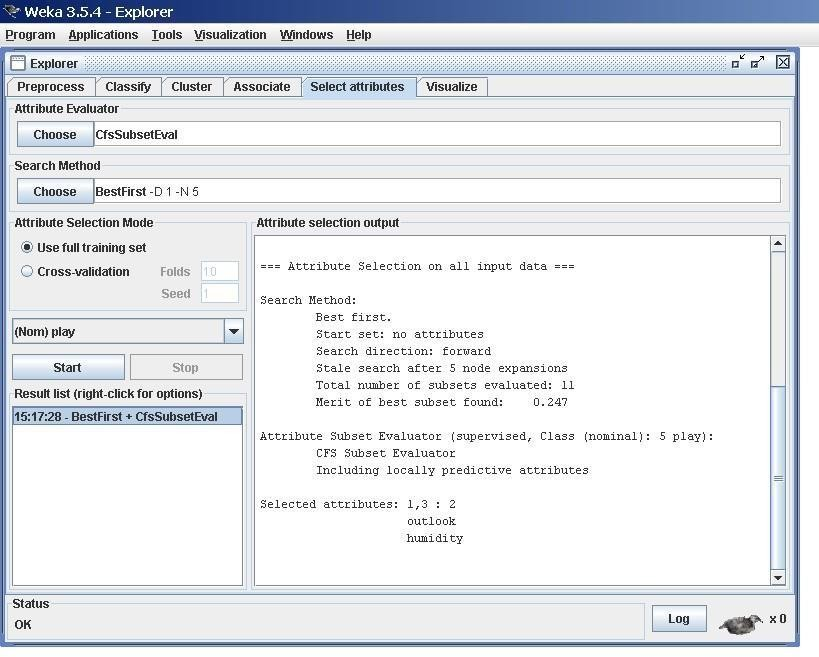 Weka 3.5.4 - Explorer
Program Applications Tools Visualization Windows Help
Explorer
Preprocess Classify Cluster Associate Select attributes Visualize
Attribute Evaluator
Choose CfsSubsetEval
Search Method
Choose BestFirst -D 1 -N 5
Attribute Selection Mode
Use full training set
Cross-validation Folds 10
Seed 1
(Nom) play
Start Stop
Result list (right-click for options)
15:17:28 - BestFirst + CfsSubsetEval
Attribute selection output
=== Attribute Selection on all input data ===
Search Method:
Best first.
Start set: no attributes
Search direction: forward
Stale search after 5 node expansions
Total number of subsets evaluated: 11
Merit of best subset found: 0.247
Attribute Subset Evaluator (supervised, Class (nominal): 5 play):
CFS Subset Evaluator
Including locally predictive attributes
Selected attributes: 1,3 : 2
outlook
humidity
Status
OK
Log x 0